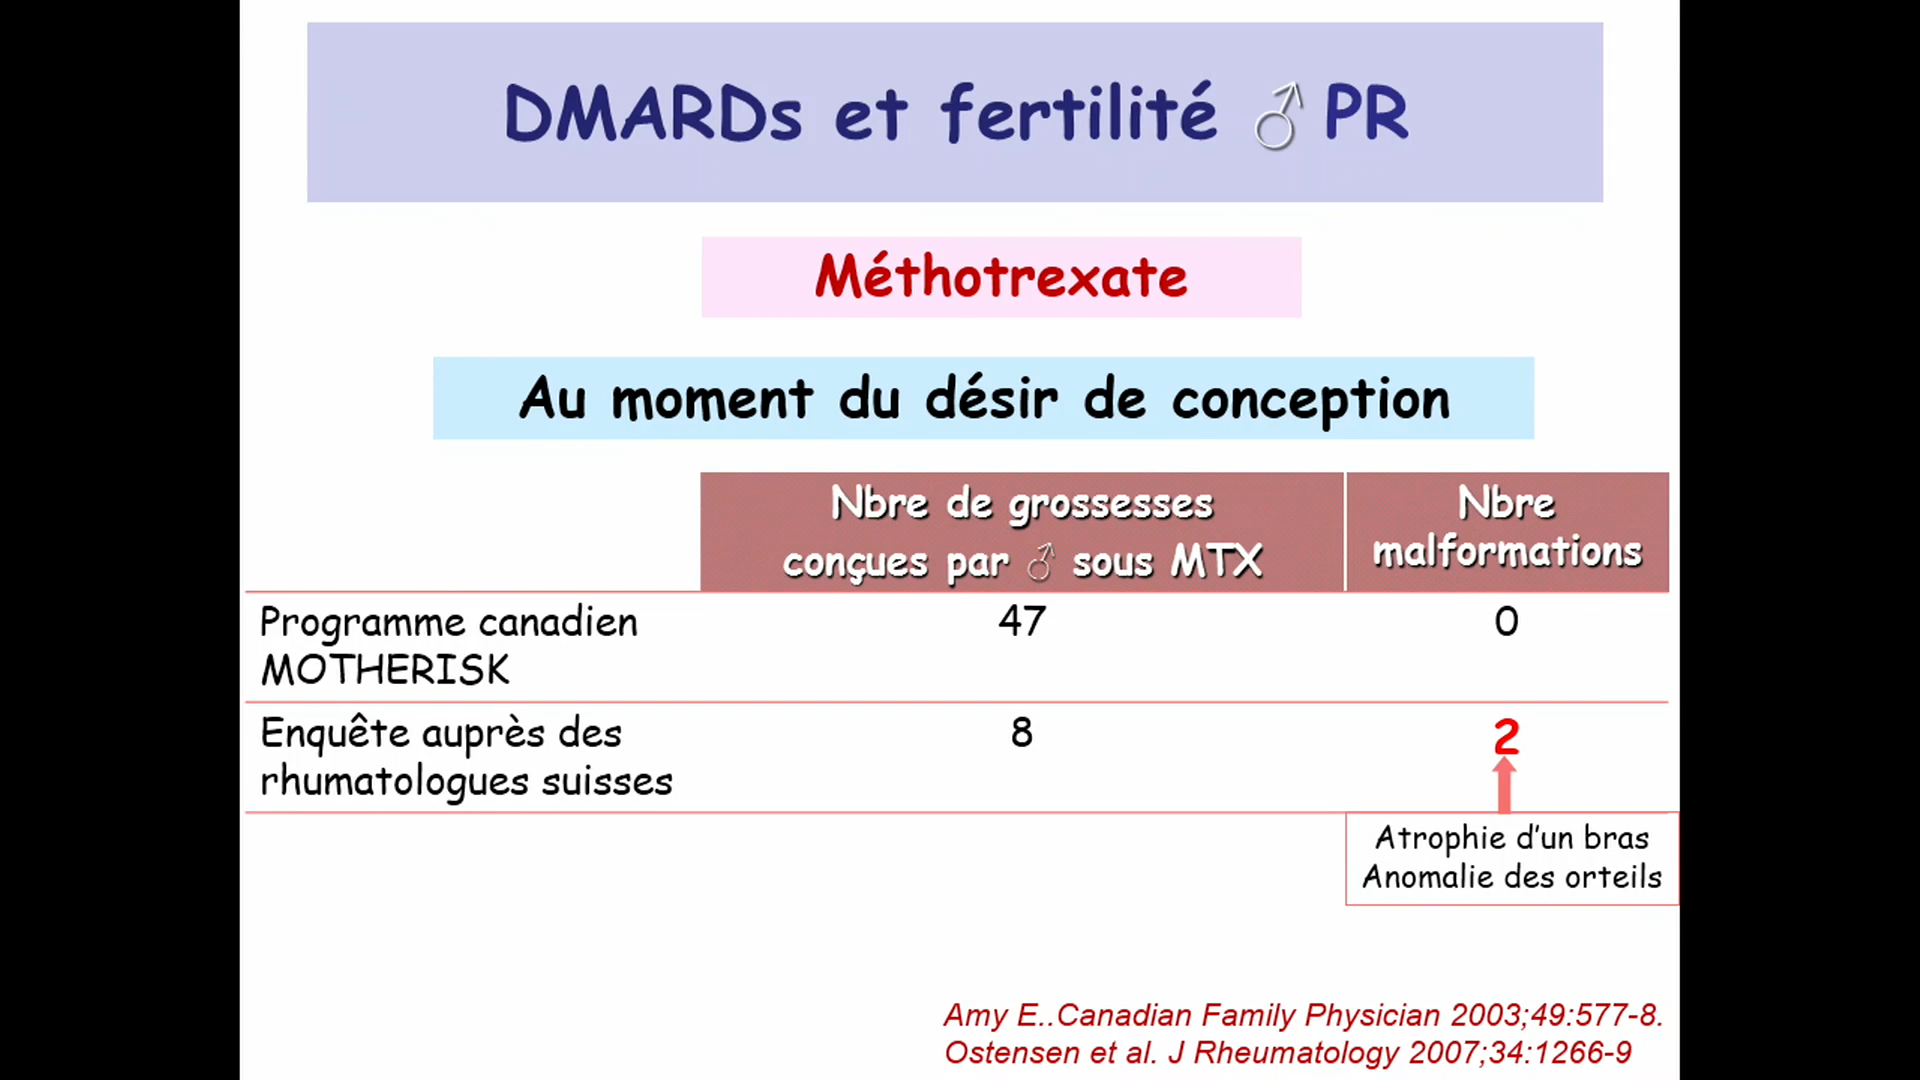 DMARDs et fertilité ♂ PR
Méthotrexate
Au moment du désir de conception
Nbre de grossesses
conçues par ♂ sous MTX
Nbre
malformations
Programme canadien
MOTHERISK
47
0
Enquête auprès des
rhumatologues suisses
8
2
Atrophie d'un bras
Anomalie des orteils
Amy E..Canadian Family Physician 2003;49:577-8.
Ostensen et al. J Rheumatology 2007;34:1266-9